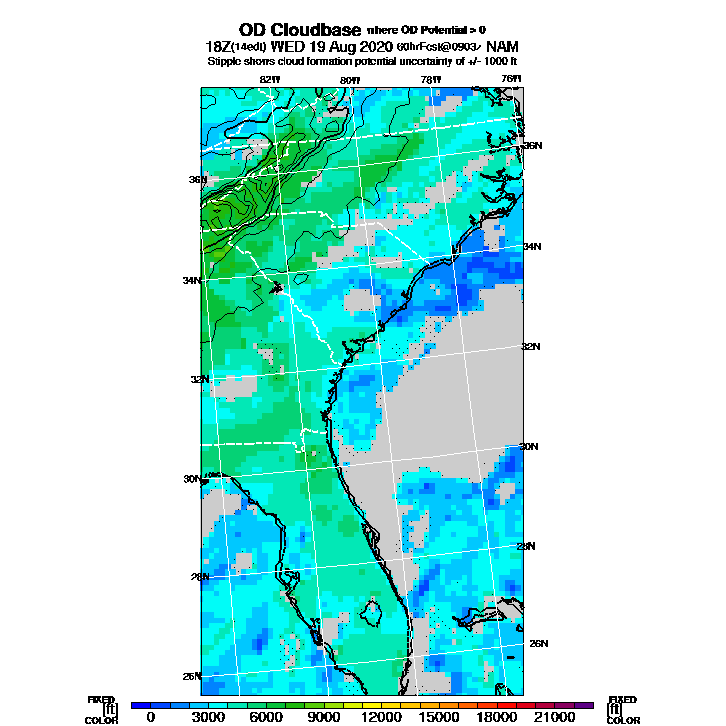 OD Cloudbase where OD Potential > 0
18Z(14edt) WED 19 Aug 2020 60hrFcst@0903z NAM
Stipple shows cloud formation potential uncertainty of +/- 1000 ft
82W 80W 78W 76W
36N 36N
34N 34N
32N 32N
30N 30N
28N 28N
26N 26N
FIXED FIXED
[ft] [ft]
COLOR 0 3000 6000 9000 12000 15000 18000 21000 COLOR